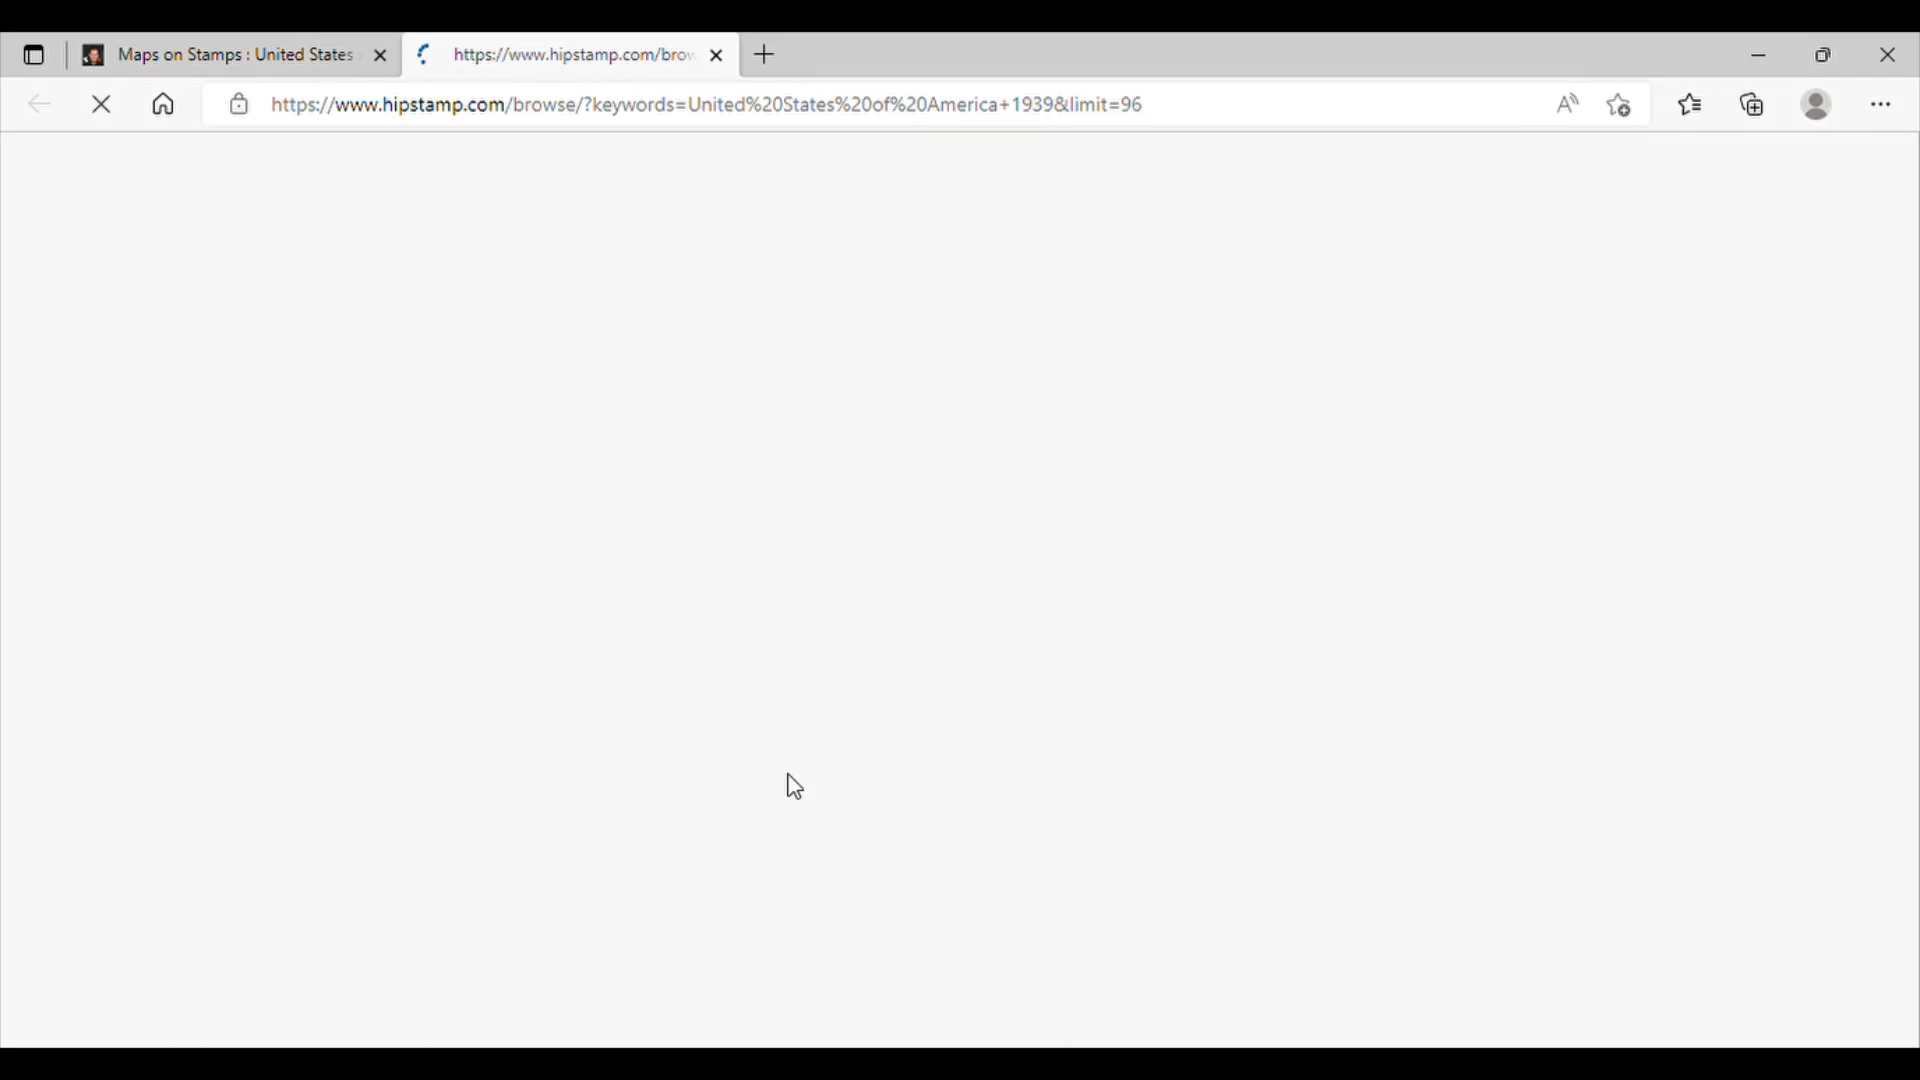 Maps on Stamps : United States
https://www.hipstamp.com/brow
https://www.hipstamp.com/browse/?keywords=United%20States%20of%20America+1939&limit=96